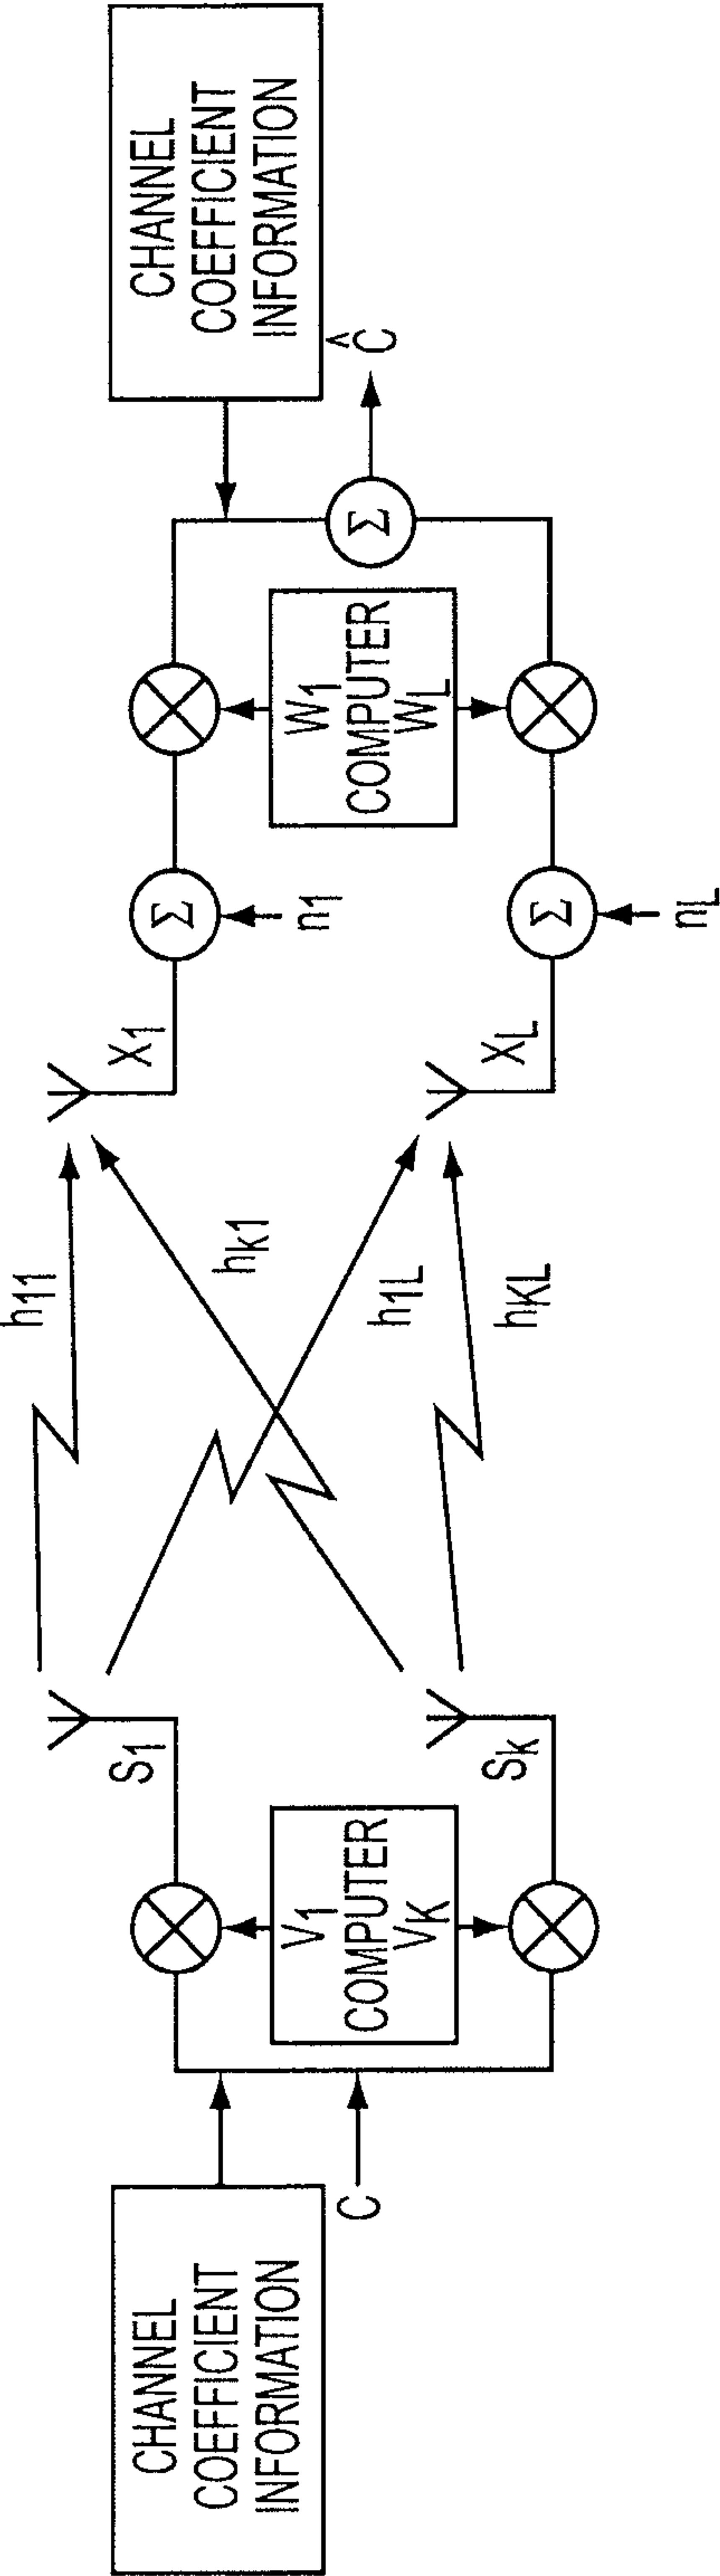 CHANNEL
COEFFICIENT
INFORMATION
C
V1
COMPUTER
VK
S1
Sk
h11
hk1
h1L
hKL
X1
XL
Σ
n1
Σ
nL
W1
COMPUTER
WL
Σ
Ĉ
CHANNEL
COEFFICIENT
INFORMATION